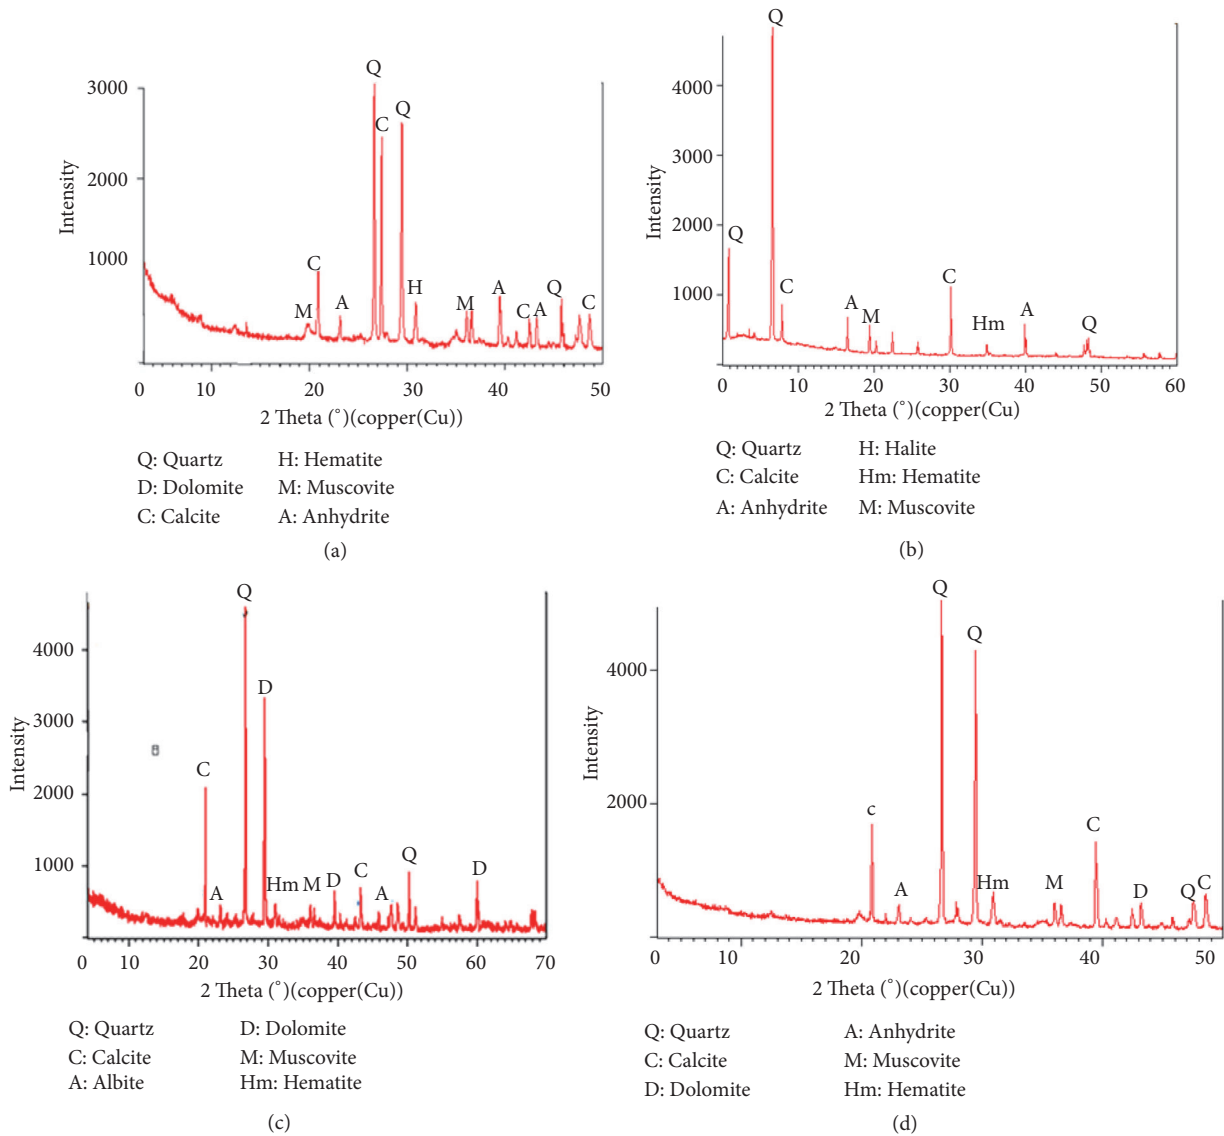 Q
3000
Q
C
Intensity
2000
1000
C
M
A
H
M
A
C
A
Q
C
0
10
20
30
40
50
2 Theta (°)(copper(Cu))
Q: Quartz
H: Hematite
D: Dolomite
M: Muscovite
C: Calcite
A: Anhydrite
(a)
Q
4000
Intensity
3000
2000
1000
Q
C
A
M
C
Hm
A
Q
0
10
20
30
40
50
60
2 Theta (°)(copper(Cu)
Q: Quartz
H: Halite
C: Calcite
Hm: Hematite
A: Anhydrite
M: Muscovite
(b)
Q
4000
D
3000
Intensity
C
2000
1000
A
Hm
M
D
C
A
Q
D
0
10
20
30
40
50
60
70
2 Theta (°)(copper(Cu))
Q: Quartz
D: Dolomite
C: Calcite
M: Muscovite
A: Albite
Hm: Hematite
(c)
Q
Q
4000
Intensity
2000
c
A
Hm
M
C
D
Q
C
0
10
20
30
40
50
2 Theta (°)(copper(Cu))
Q: Quartz
A: Anhydrite
C: Calcite
M: Muscovite
D: Dolomite
Hm: Hematite
(d)